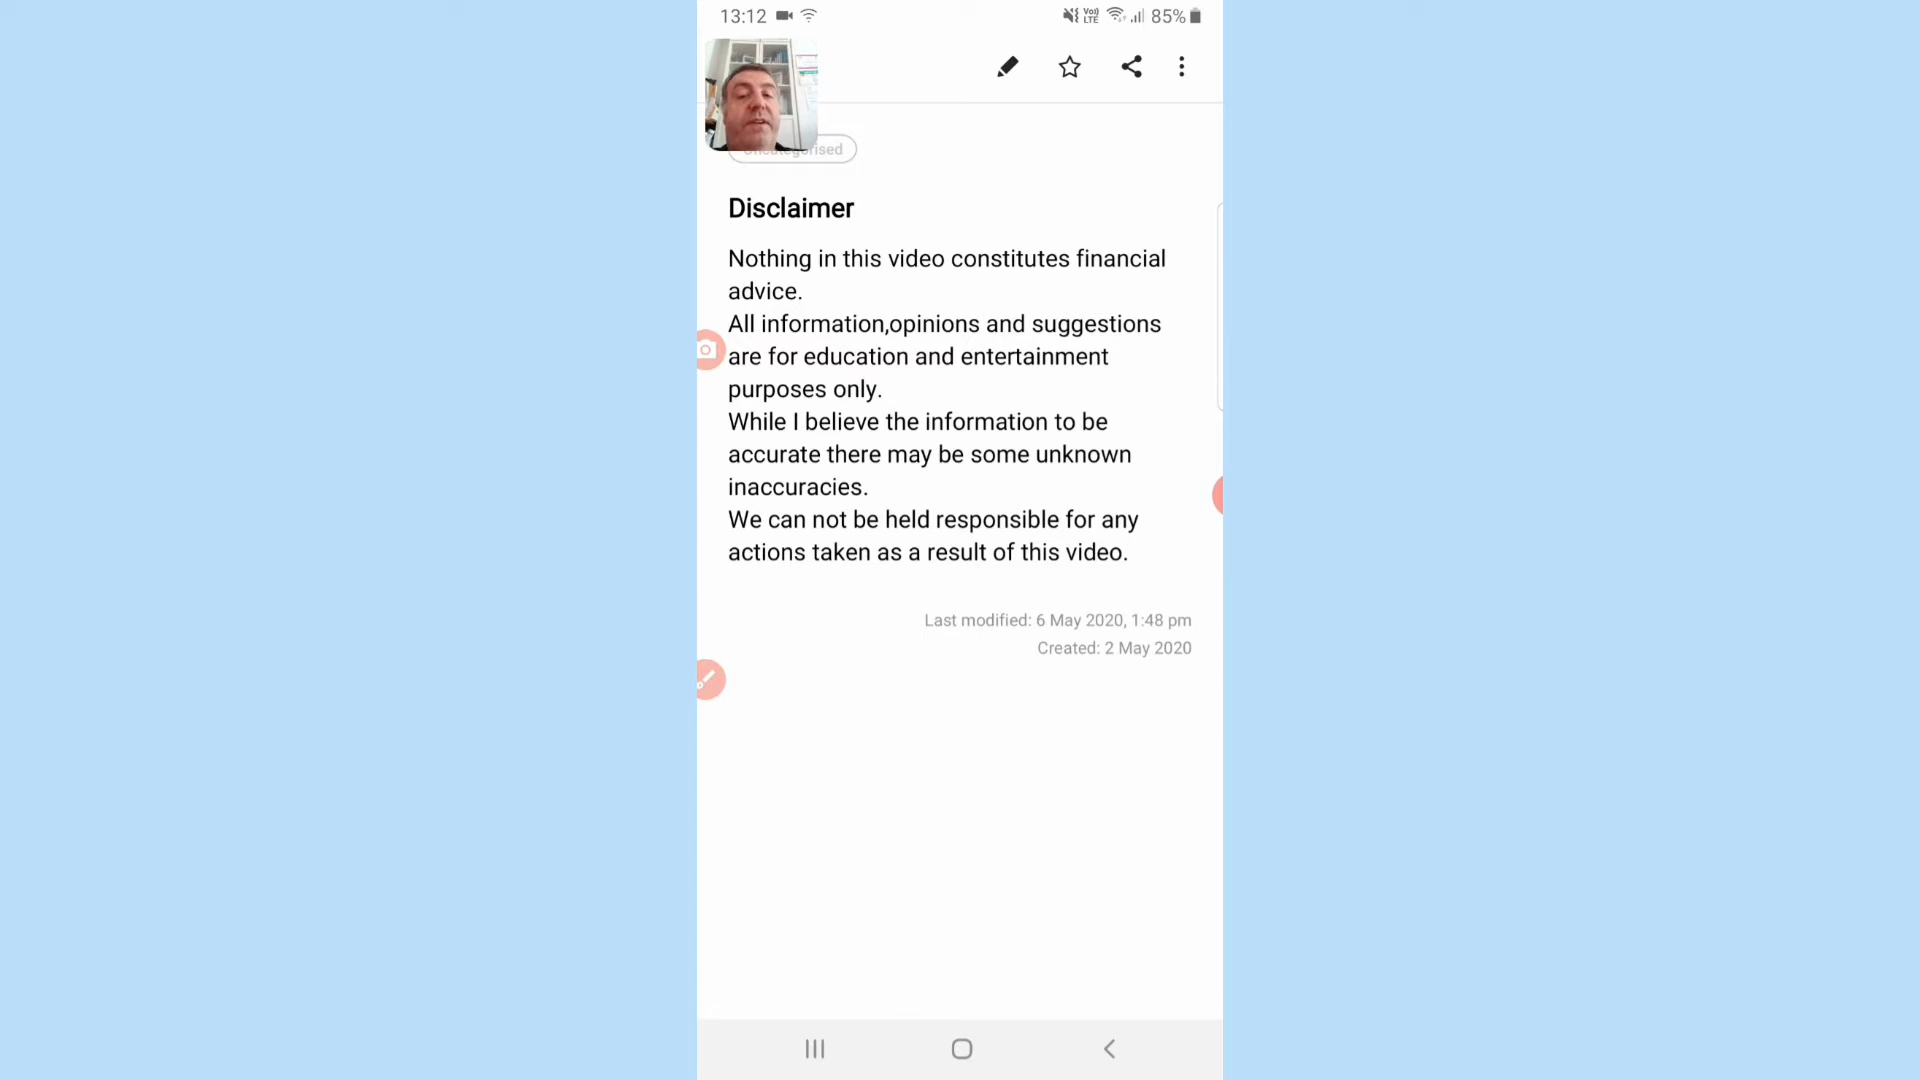 13:12
Vo))
LTE
85%
Uncategorised
Disclaimer
Nothing in this video constitutes financial
advice.
All information,opinions and suggestions
are for education and entertainment
purposes only.
While I believe the information to be
accurate there may be some unknown
inaccuracies.
We can not be held responsible for any
actions taken as a result of this video.
Last modified: 6 May 2020, 1:48 pm
Created: 2 May 2020